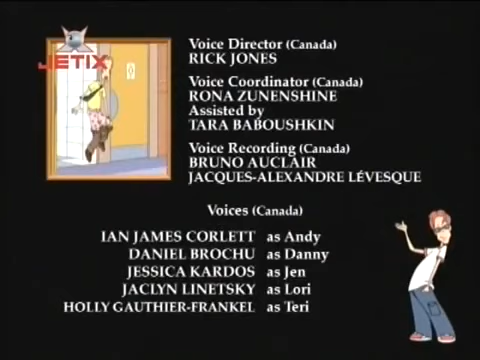 JETIX
Voice Director (Canada)
RICK JONES
Voice Coordinator (Canada)
RONA ZUNENSHINE
Assisted by
TARA BABOUSHKIN
Voice Recording (Canada)
BRUNO AUCLAIR
JACQUES-ALEXANDRE LÉVESQUE
Voices (Canada)
IAN JAMES CORLETT as Andy
DANIEL BROCHU as Danny
JESSICA KARDOS as Jen
JACLYN LINETSKY as Lori
HOLLY GAUTHIER-FRANKEL as Teri